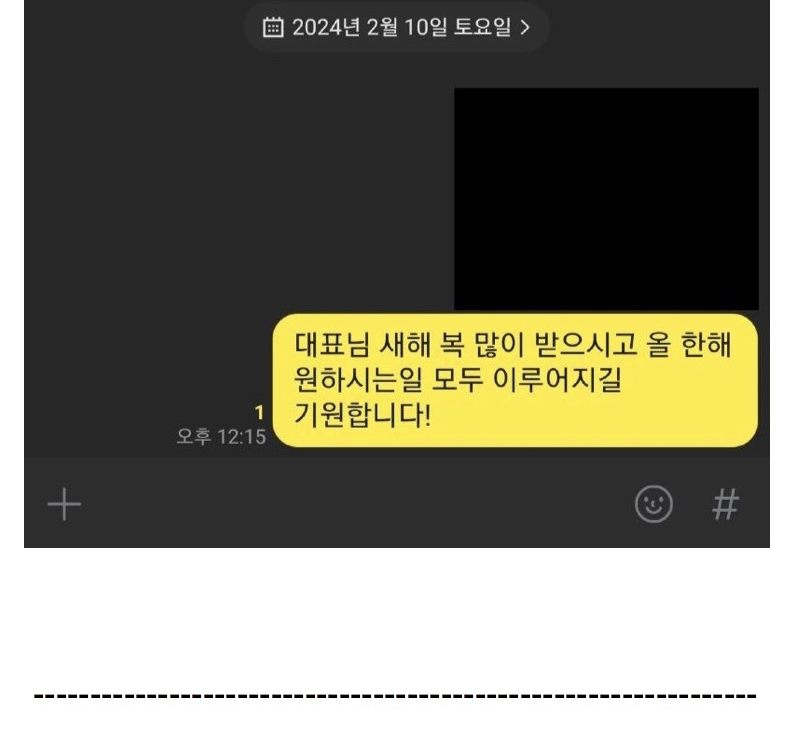 2024년 2월 10일 토요일 >
대표님 새해 복 많이 받으시고 올 한해
원하시는일 모두 이루어지길
기원합니다!
1
오후 12:15
#